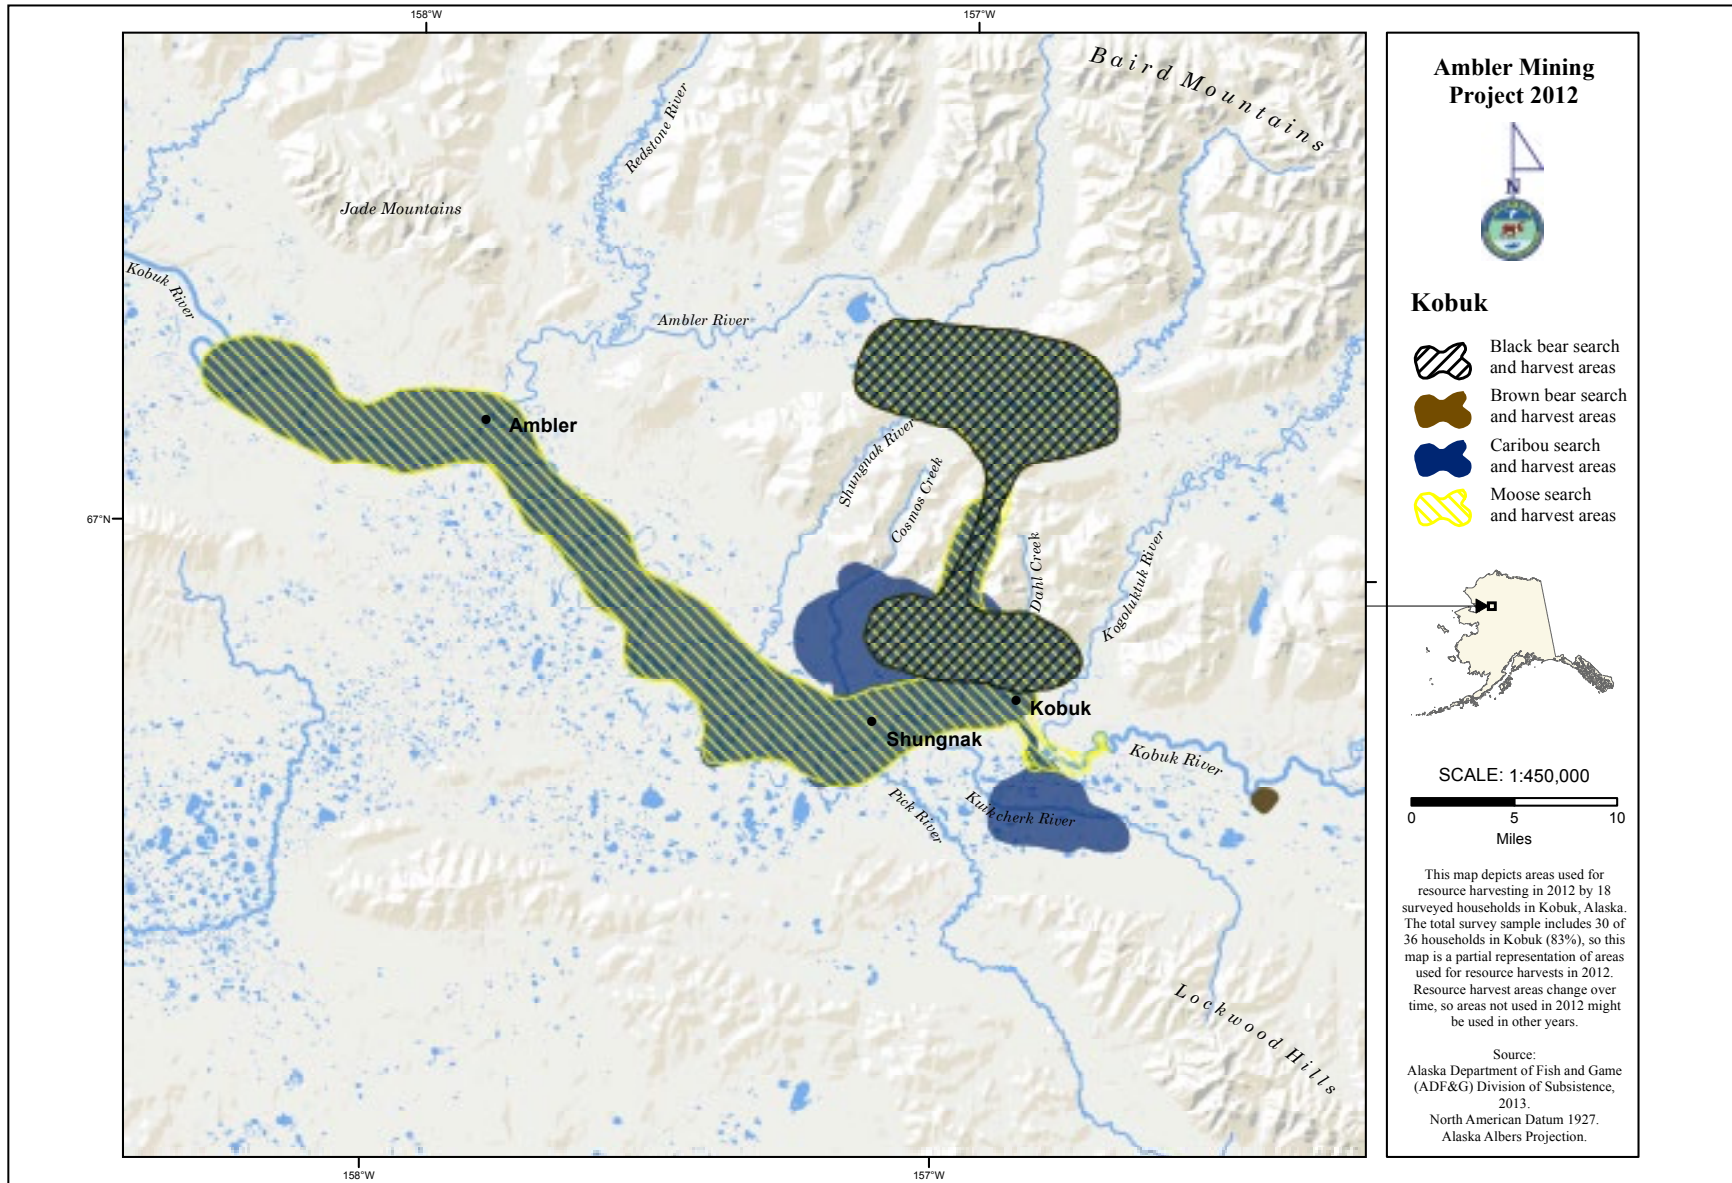 158°W
157°W
Baird Mountains
Redstone River
Jade Mountains
Kobuk River
Ambler River
Ambler
Shungnak River
Cosmos Creek
67°N
Dahl Creek
Kogoluktuk River
Kobuk
Shungnak
Kobuk River
Pick River
Kuikcherk River
Lockwood Hills
158°W
157°W
Ambler Mining
Project 2012
N
ALASKA
Kobuk
Black bear search
and harvest areas
Brown bear search
and harvest areas
Caribou search
and harvest areas
Moose search
and harvest areas
SCALE: 1:450,000
0 5 10
Miles
This map depicts areas used for
resource harvesting in 2012 by 18
surveyed households in Kobuk, Alaska.
The total survey sample includes 30 of
36 households in Kobuk (83%), so this
map is a partial representation of areas
used for resource harvests in 2012.
Resource harvest areas change over
time, so areas not used in 2012 might
be used in other years.
Source:
Alaska Department of Fish and Game
(ADF&G) Division of Subsistence,
2013.
North American Datum 1927.
Alaska Albers Projection.